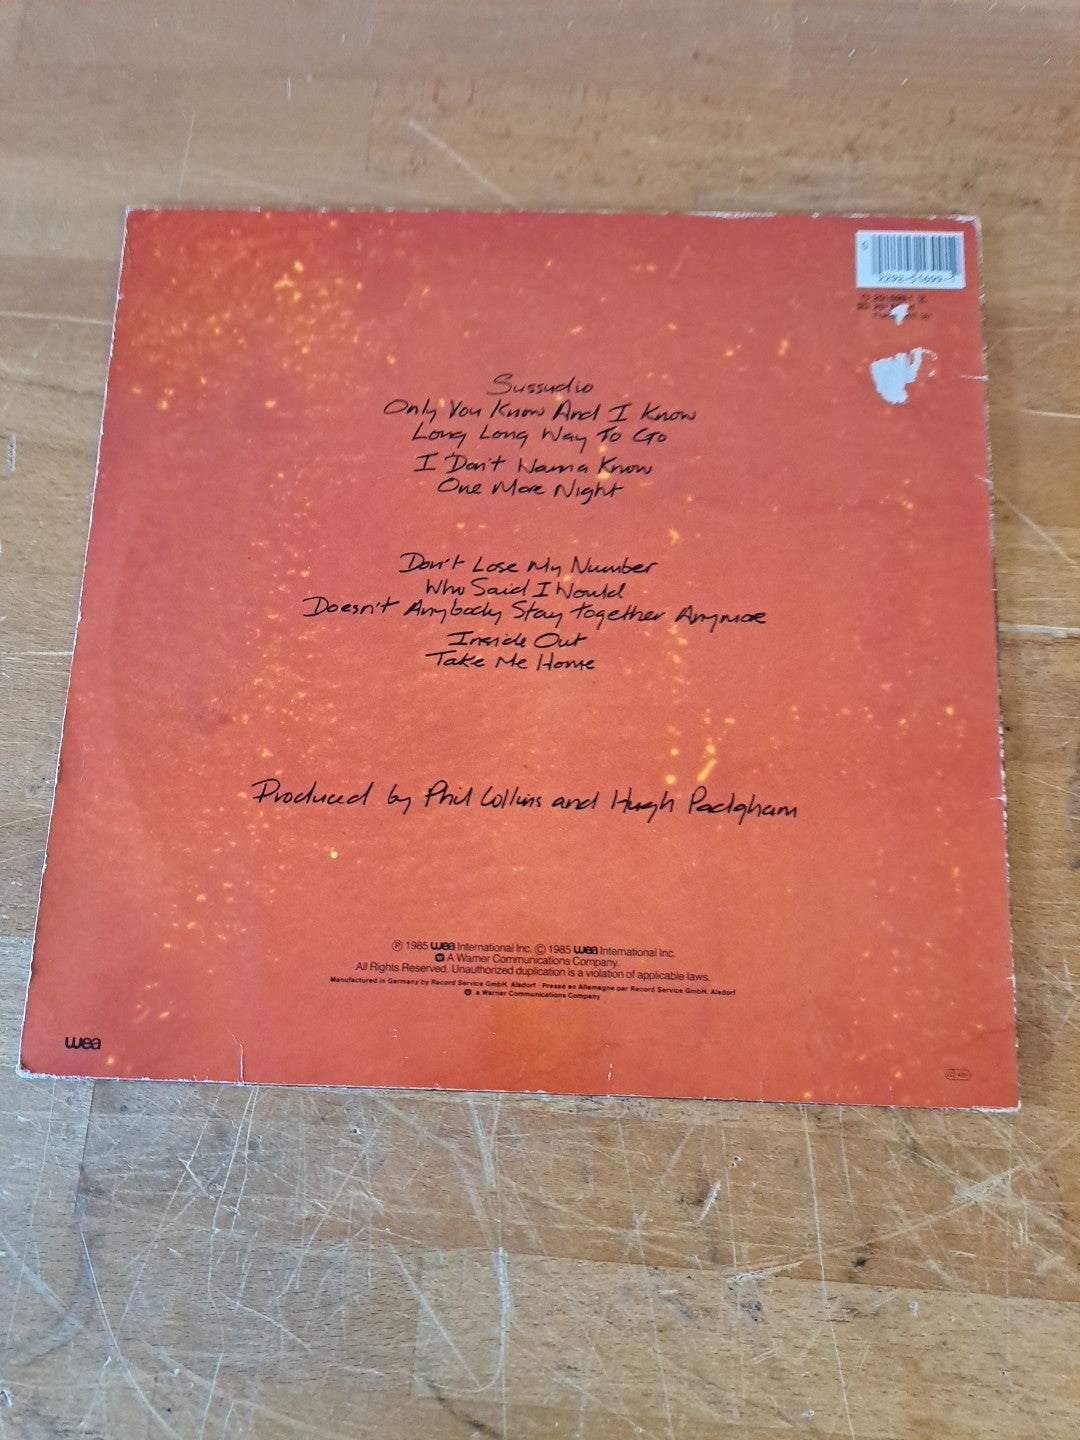 2292-51699-1
Sussudio
Only You Know And I Know
Long Long Way To Go
I Don't Wanna Know
One More Night
Don't Lose My Number
Who Said I Would
Doesn't Anybody Stay Together Anymore
Inside Out
Take Me Home
Produced by Phil Collins and Hugh Padgham
℗ 1985 wea International Inc. © 1985 wea International Inc.
A Warner Communications Company.
All Rights Reserved. Unauthorized duplication is a violation of applicable laws.
Manufactured in Germany by Record Service GmbH, Alsdorf · Pressé en Allemagne par Record Service GmbH, Alsdorf
a Warner Communications Company
wea